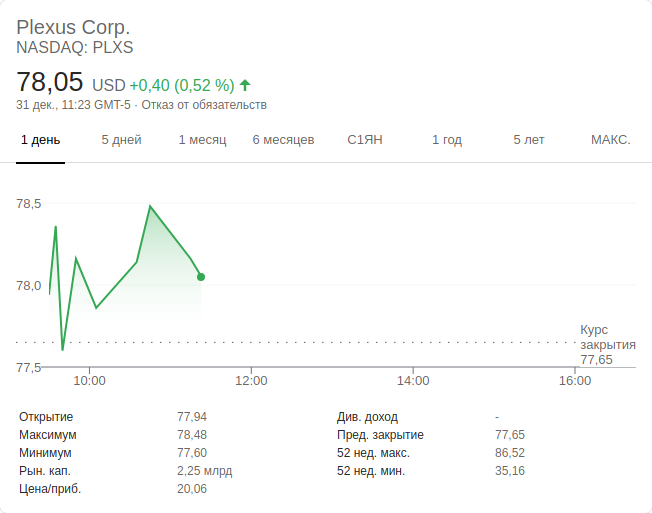 Plexus Corp.
NASDAQ: PLXS
78,05 USD +0,40 (0,52 %)
31 дек., 11:23 GMT-5 · Отказ от обязательств
1 день 5 дней 1 месяц 6 месяцев С1ЯН 1 год 5 лет МАКС.
78,5
78,0
Курс
закрытия
77,65
77,5
10:00 12:00 14:00 16:00
Открытие 77,94 Див. доход -
Максимум 78,48 Пред. закрытие 77,65
Минимум 77,60 52 нед. макс. 86,52
Рын. кап. 2,25 млрд 52 нед. мин. 35,16
Цена/приб. 20,06